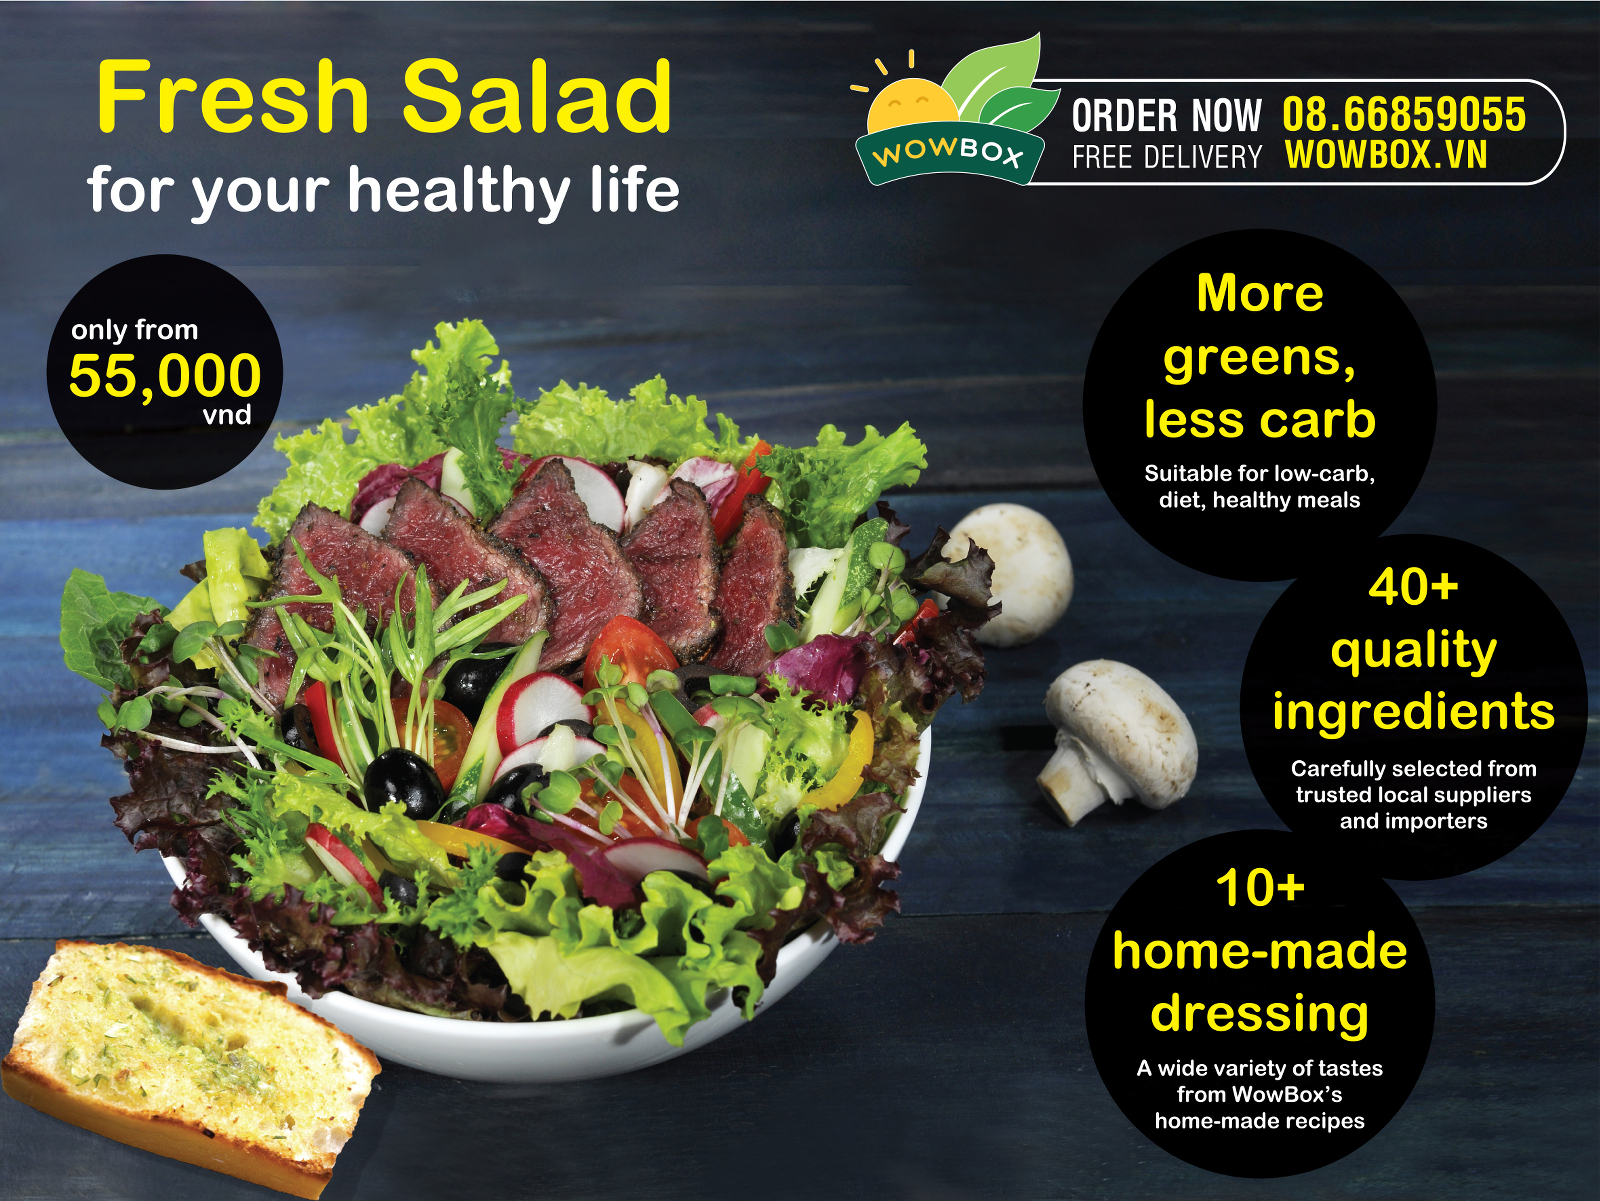 Fresh Salad
for your healthy life
WOWBOX
ORDER NOW 08.66859055
FREE DELIVERY WOWBOX.VN
only from
55,000
vnd
More
greens,
less carb
Suitable for low-carb,
diet, healthy meals
40+
quality
ingredients
Carefully selected from
trusted local suppliers
and importers
10+
home-made
dressing
A wide variety of tastes
from WowBox's
home-made recipes